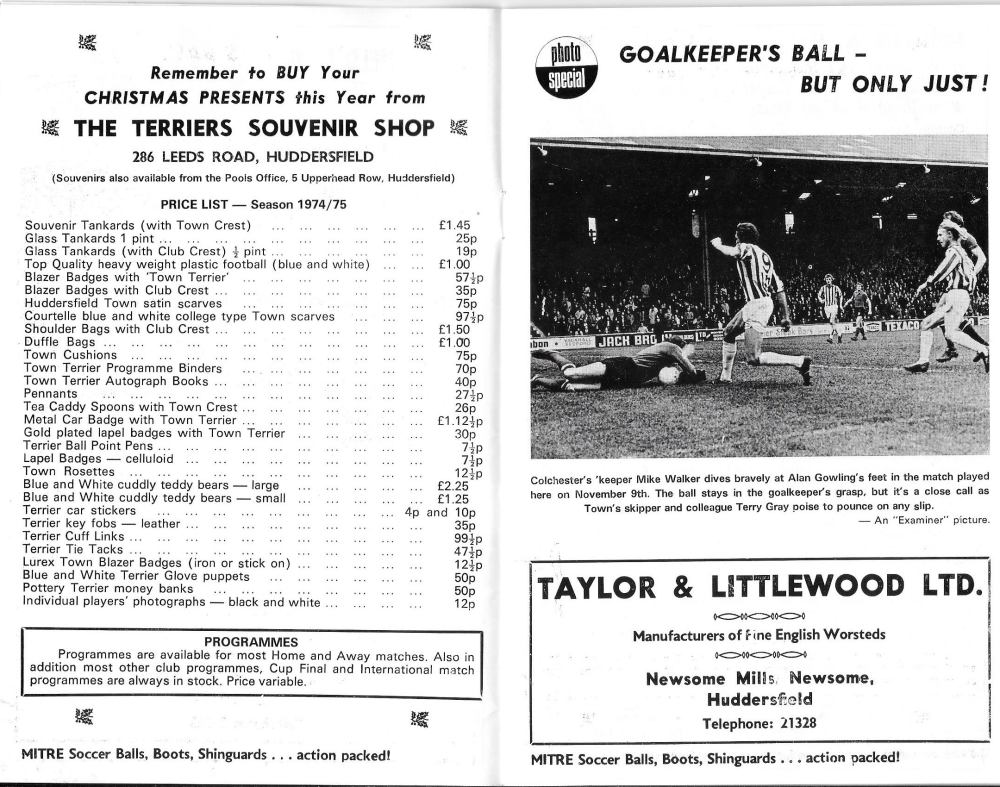 Remember to BUY Your
CHRISTMAS PRESENTS this Year from
THE TERRIERS SOUVENIR SHOP
286 LEEDS ROAD, HUDDERSFIELD
(Souvenirs also available from the Pools Office, 5 Upperhead Row, Huddersfield)
PRICE LIST — Season 1974/75
Souvenir Tankards (with Town Crest) ... ... ... ... ... ... £1.45
Glass Tankards 1 pint ... ... ... ... ... ... ... ... ... 25p
Glass Tankards (with Club Crest) ½ pint ... ... ... ... ... ... 19p
Top Quality heavy weight plastic football (blue and white) ... ... £1.00
Blazer Badges with 'Town Terrier' ... ... ... ... ... ... ... 57½p
Blazer Badges with Club Crest ... ... ... ... ... ... ... ... 35p
Huddersfield Town satin scarves ... ... ... ... ... ... ... 75p
Courtelle blue and white college type Town scarves ... ... ... ... 97½p
Shoulder Bags with Club Crest ... ... ... ... ... ... ... ... £1.50
Duffle Bags ... ... ... ... ... ... ... ... ... ... ... ... £1.00
Town Cushions ... ... ... ... ... ... ... ... ... ... ... 75p
Town Terrier Programme Binders ... ... ... ... ... ... ... 70p
Town Terrier Autograph Books ... ... ... ... ... ... ... ... 40p
Pennants ... ... ... ... ... ... ... ... ... ... ... ... 27½p
Tea Caddy Spoons with Town Crest ... ... ... ... ... ... ... 26p
Metal Car Badge with Town Terrier ... ... ... ... ... ... ... £1.12½p
Gold plated lapel badges with Town Terrier ... ... ... ... ... 30p
Terrier Ball Point Pens ... ... ... ... ... ... ... ... ... ... 7½p
Lapel Badges — celluloid ... ... ... ... ... ... ... ... ... 7½p
Town Rosettes ... ... ... ... ... ... ... ... ... ... ... 12½p
Blue and White cuddly teddy bears — large ... ... ... ... ... £2.25
Blue and White cuddly teddy bears — small ... ... ... ... ... £1.25
Terrier car stickers ... ... ... ... ... ... ... ... ... 4p and 10p
Terrier key fobs — leather ... ... ... ... ... ... ... ... ... 35p
Terrier Cuff Links ... ... ... ... ... ... ... ... ... ... ... 99½p
Terrier Tie Tacks ... ... ... ... ... ... ... ... ... ... ... 47½p
Lurex Town Blazer Badges (iron or stick on) ... ... ... ... ... 12½p
Blue and White Terrier Glove puppets ... ... ... ... ... ... 50p
Pottery Terrier money banks ... ... ... ... ... ... ... ... 50p
Individual players' photographs — black and white ... ... ... ... 12p
PROGRAMMES
Programmes are available for most Home and Away matches. Also in
addition most other club programmes, Cup Final and International match
programmes are always in stock. Price variable.
MITRE Soccer Balls, Boots, Shinguards . . . action packed!
photo
special
GOALKEEPER'S BALL –
BUT ONLY JUST!
JACK BRO
TEXACO
Colchester's 'keeper Mike Walker dives bravely at Alan Gowling's feet in the match played
here on November 9th. The ball stays in the goalkeeper's grasp, but it's a close call as
Town's skipper and colleague Terry Gray poise to pounce on any slip.
— An "Examiner" picture.
TAYLOR & LITTLEWOOD LTD.
Manufacturers of Fine English Worsteds
Newsome Mills, Newsome,
Huddersfield
Telephone: 21328
MITRE Soccer Balls, Boots, Shinguards . . . action packed!